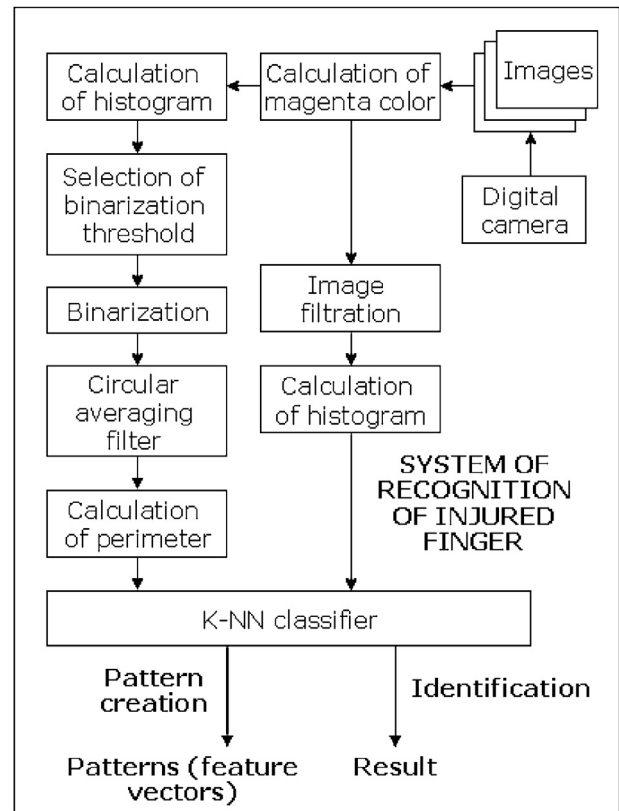 Calculation
of histogram
Calculation of
magenta color
Images
Selection of
binarization
threshold
Digital
camera
Binarization
Image
filtration
Circular
averaging
filter
Calculation
of histogram
SYSTEM OF
RECOGNITION
OF INJURED
FINGER
Calculation
of perimeter
K-NN classifier
Pattern
creation
Identification
Patterns (feature
vectors)
Result